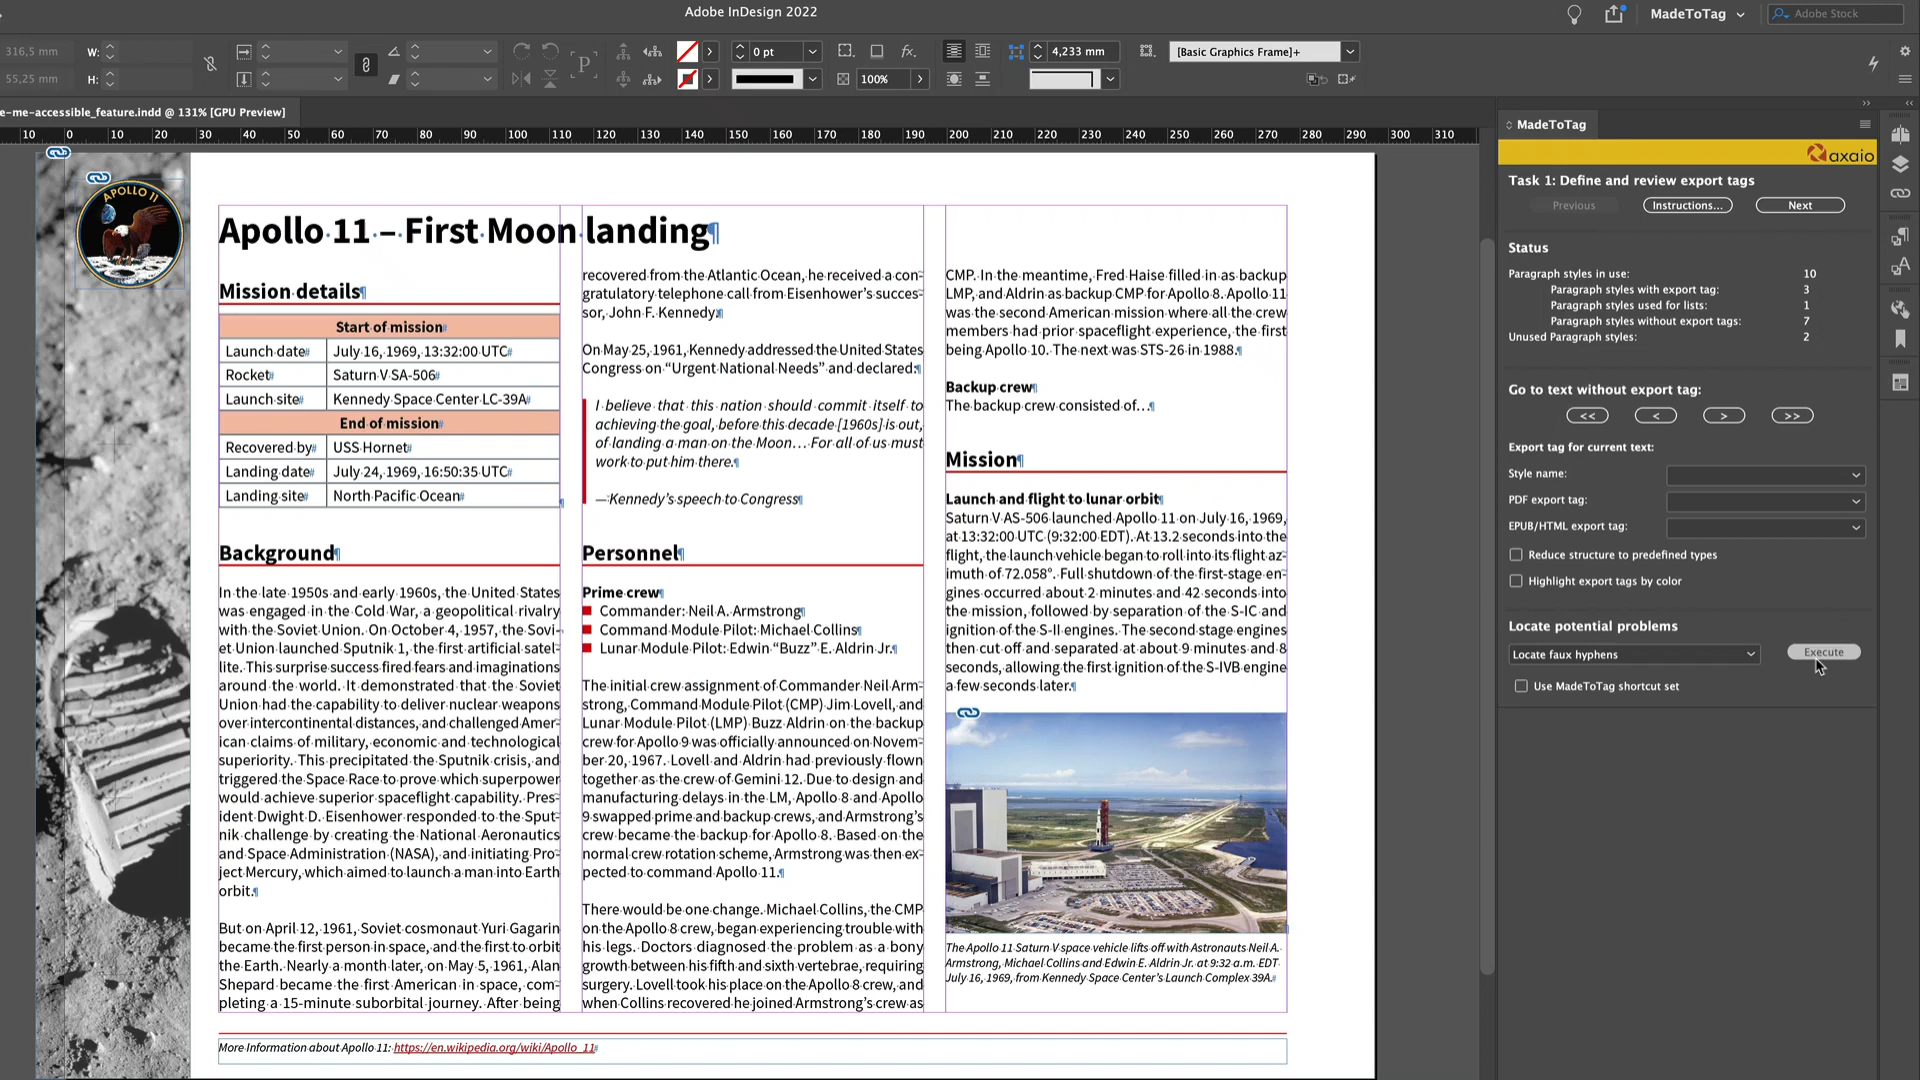 Adobe InDesign 2022
MadeToTag
Adobe Stock
316,5 mm
W:
0 pt
fx.
4,233 mm
[Basic Graphics Frame]+
55,25 mm
H:
P
100%
e-me-accessible_feature.indd @ 131% [GPU Preview]
10 0 10 20 30 40 50 60 70 80 90 100 110 120 130 140 150 160 170 180 190 200 210 220 230 240 250 260 270 280 290 300 310
APOLLO 11
Apollo 11 – First Moon landing¶
Mission details¶
Start of mission#
Launch date# July 16, 1969, 13:32:00 UTC#
Rocket# Saturn V SA-506#
Launch site# Kennedy Space Center LC-39A#
End of mission#
Recovered by# USS Hornet#
Landing date# July 24, 1969, 16:50:35 UTC#
Landing site# North Pacific Ocean#
¶
Background¶
In the late 1950s and early 1960s, the United States
was engaged in the Cold War, a geopolitical rivalry
with the Soviet Union. On October 4, 1957, the Sovi-
et Union launched Sputnik 1, the first artificial satel-
lite. This surprise success fired fears and imaginations
around the world. It demonstrated that the Soviet
Union had the capability to deliver nuclear weapons
over intercontinental distances, and challenged Amer-
ican claims of military, economic and technological
superiority. This precipitated the Sputnik crisis, and
triggered the Space Race to prove which superpower
would achieve superior spaceflight capability. Pres-
ident Dwight D. Eisenhower responded to the Sput-
nik challenge by creating the National Aeronautics
and Space Administration (NASA), and initiating Pro-
ject Mercury, which aimed to launch a man into Earth
orbit.¶
But on April 12, 1961, Soviet cosmonaut Yuri Gagarin
became the first person in space, and the first to orbit
the Earth. Nearly a month later, on May 5, 1961, Alan
Shepard became the first American in space, com-
pleting a 15-minute suborbital journey. After being
recovered from the Atlantic Ocean, he received a con-
gratulatory telephone call from Eisenhower’s succes-
sor, John F. Kennedy.¶
On May 25, 1961, Kennedy addressed the United States
Congress on “Urgent National Needs” and declared:¶
I believe that this nation should commit itself to
achieving the goal, before this decade [1960s] is out,
of landing a man on the Moon… For all of us must
work to put him there.¶
— Kennedy’s speech to Congress¶
Personnel¶
Prime crew¶
Commander: Neil A. Armstrong¶
Command Module Pilot: Michael Collins¶
Lunar Module Pilot: Edwin “Buzz” E. Aldrin Jr.¶
The initial crew assignment of Commander Neil Arm-
strong, Command Module Pilot (CMP) Jim Lovell, and
Lunar Module Pilot (LMP) Buzz Aldrin on the backup
crew for Apollo 9 was officially announced on Novem-
ber 20, 1967. Lovell and Aldrin had previously flown
together as the crew of Gemini 12. Due to design and
manufacturing delays in the LM, Apollo 8 and Apollo
9 swapped prime and backup crews, and Armstrong’s
crew became the backup for Apollo 8. Based on the
normal crew rotation scheme, Armstrong was then ex-
pected to command Apollo 11.¶
There would be one change. Michael Collins, the CMP
on the Apollo 8 crew, began experiencing trouble with
his legs. Doctors diagnosed the problem as a bony
growth between his fifth and sixth vertebrae, requiring
surgery. Lovell took his place on the Apollo 8 crew, and
when Collins recovered he joined Armstrong’s crew as
CMP. In the meantime, Fred Haise filled in as backup
LMP, and Aldrin as backup CMP for Apollo 8. Apollo 11
was the second American mission where all the crew
members had prior spaceflight experience, the first
being Apollo 10. The next was STS-26 in 1988.¶
Backup crew¶
The backup crew consisted of…¶
Mission¶
Launch and flight to lunar orbit¶
Saturn V AS-506 launched Apollo 11 on July 16, 1969,
at 13:32:00 UTC (9:32:00 EDT). At 13.2 seconds into the
flight, the launch vehicle began to roll into its flight az-
imuth of 72.058°. Full shutdown of the first-stage en-
gines occurred about 2 minutes and 42 seconds into
the mission, followed by separation of the S-IC and
ignition of the S-II engines. The second stage engines
then cut off and separated at about 9 minutes and 8
seconds, allowing the first ignition of the S-IVB engine
a few seconds later.¶
The Apollo 11 Saturn V space vehicle lifts off with Astronauts Neil A.
Armstrong, Michael Collins and Edwin E. Aldrin Jr. at 9:32 a.m. EDT
July 16, 1969, from Kennedy Space Center’s Launch Complex 39A.#
More Information about Apollo 11: https://en.wikipedia.org/wiki/Apollo_11#
MadeToTag
axaio
Task 1: Define and review export tags
Previous
Instructions...
Next
Status
Paragraph styles in use: 10
Paragraph styles with export tag: 3
Paragraph styles used for lists: 1
Paragraph styles without export tags: 7
Unused Paragraph styles: 2
Go to text without export tag:
<< < > >>
Export tag for current text:
Style name:
PDF export tag:
EPUB/HTML export tag:
Reduce structure to predefined types
Highlight export tags by color
Locate potential problems
Locate faux hyphens
Execute
Use MadeToTag shortcut set